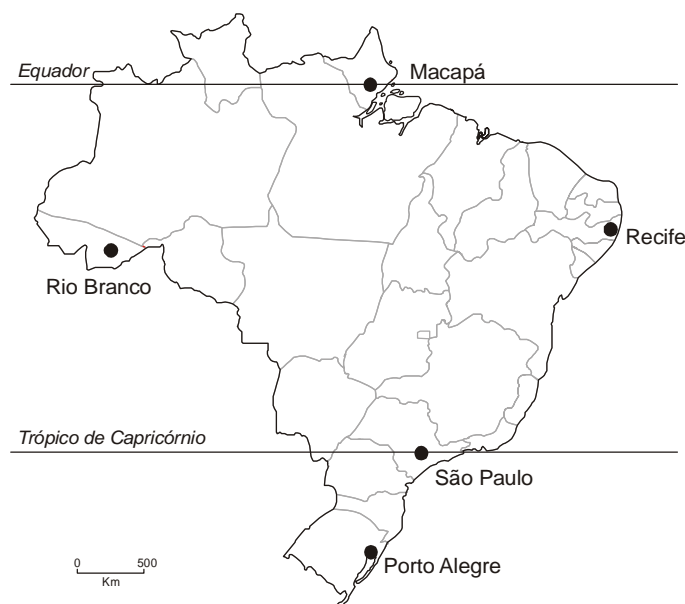 Equador
Macapá
Recife
Rio Branco
Trópico de Capricórnio
São Paulo
Porto Alegre
0 500
Km